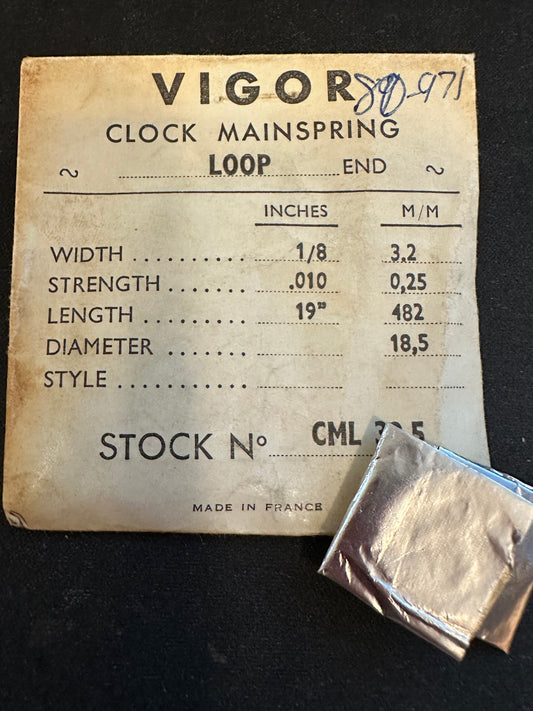 VIGOR 89-971
CLOCK MAINSPRING
~ LOOP END ~
INCHES M/M
WIDTH .......... 1/8 3.2
STRENGTH ....... .010 0,25
LENGTH ......... 19" 482
DIAMETER ....... 18,5
STYLE ...........
STOCK Nº CML
MADE IN FRANCE